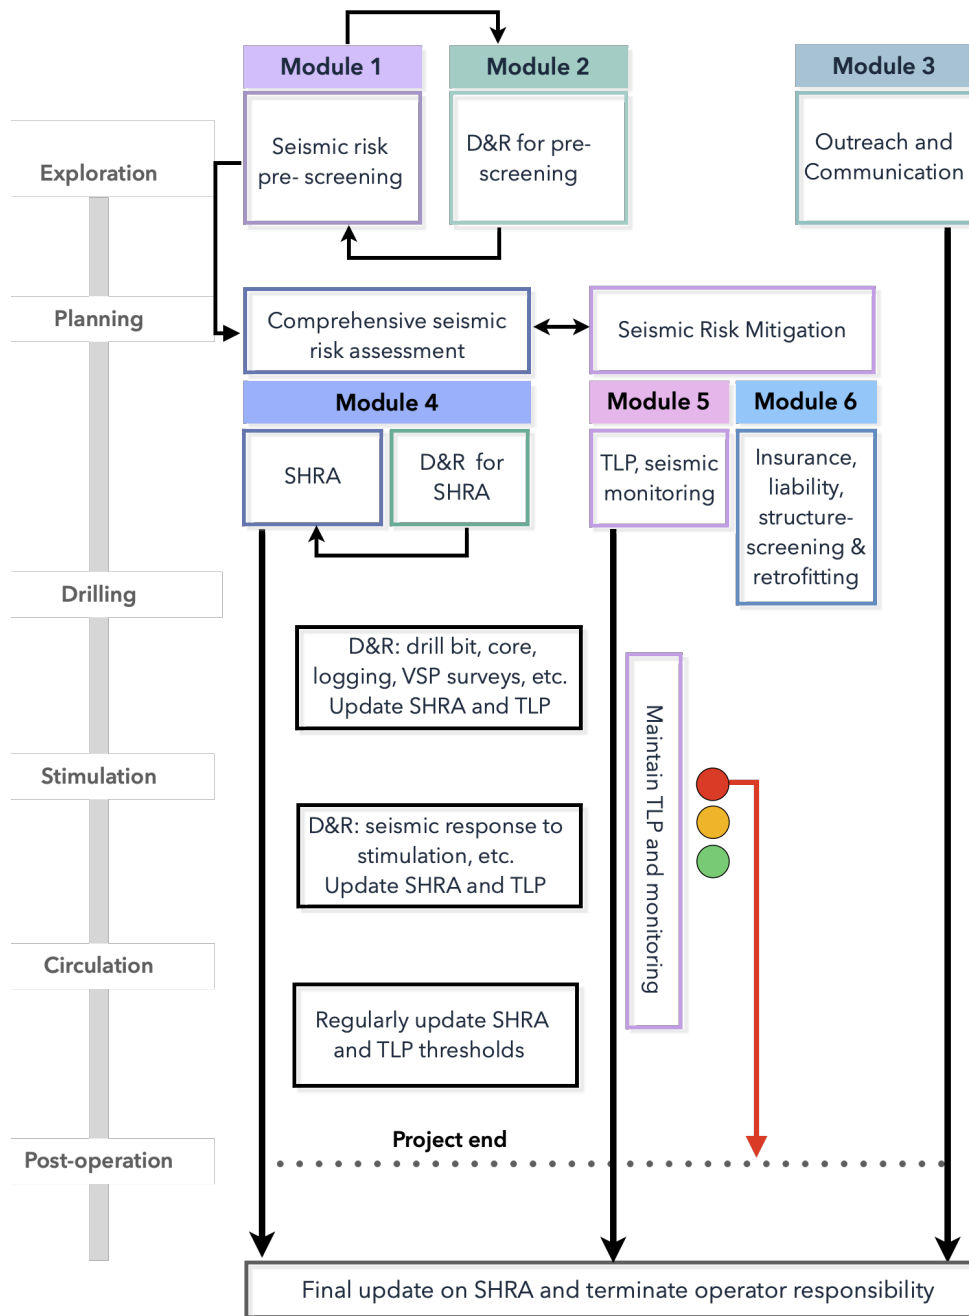 Module 1
Module 2
Module 3
Exploration
Seismic risk
pre- screening
D&R for pre-
screening
Outreach and
Communication
Planning
Comprehensive seismic
risk assessment
Seismic Risk Mitigation
Module 4
Module 5
Module 6
SHRA
D&R for
SHRA
TLP, seismic
monitoring
Insurance,
liability,
structure-
screening &
retrofitting
Drilling
D&R: drill bit, core,
logging, VSP surveys, etc.
Update SHRA and TLP
Maintain TLP and monitoring
Stimulation
D&R: seismic response to
stimulation, etc.
Update SHRA and TLP
Circulation
Regularly update SHRA
and TLP thresholds
Project end
Post-operation
Final update on SHRA and terminate operator responsibility